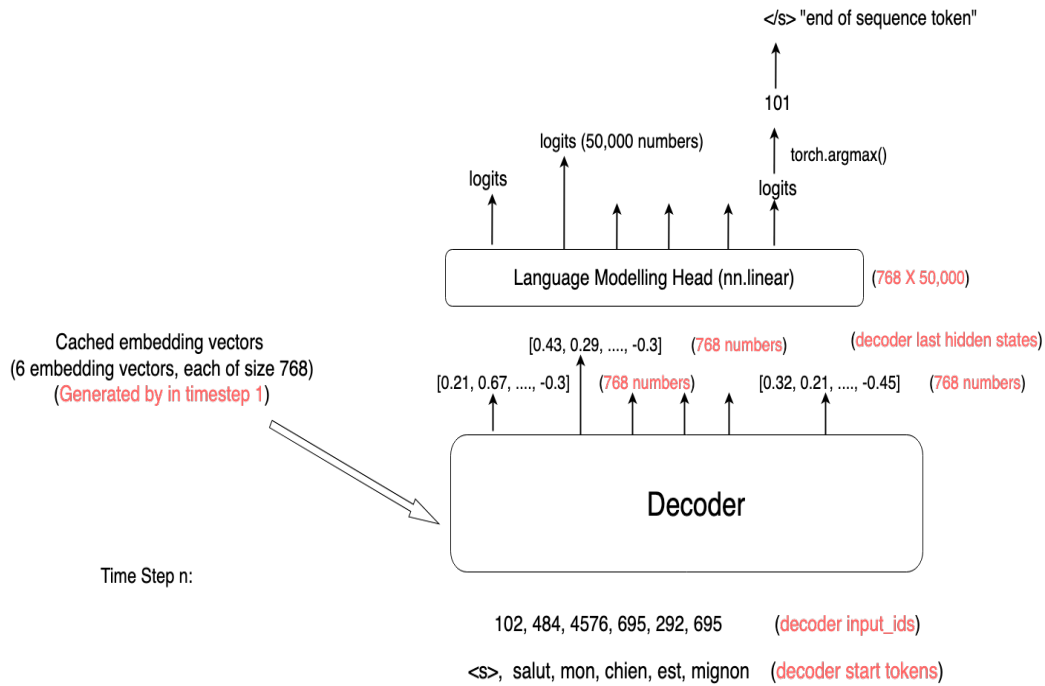 </s> "end of sequence token"
101
torch.argmax()
logits (50,000 numbers)
logits
logits
Language Modelling Head (nn.linear) (768 X 50,000)
Cached embedding vectors
(6 embedding vectors, each of size 768)
(Generated by in timestep 1)
(decoder last hidden states)
[0.43, 0.29, ...., -0.3] (768 numbers)
[0.21, 0.67, ...., -0.3] (768 numbers) [0.32, 0.21, ...., -0.45] (768 numbers)
Decoder
Time Step n:
102, 484, 4576, 695, 292, 695 (decoder input_ids)
<s>, salut, mon, chien, est, mignon (decoder start tokens)